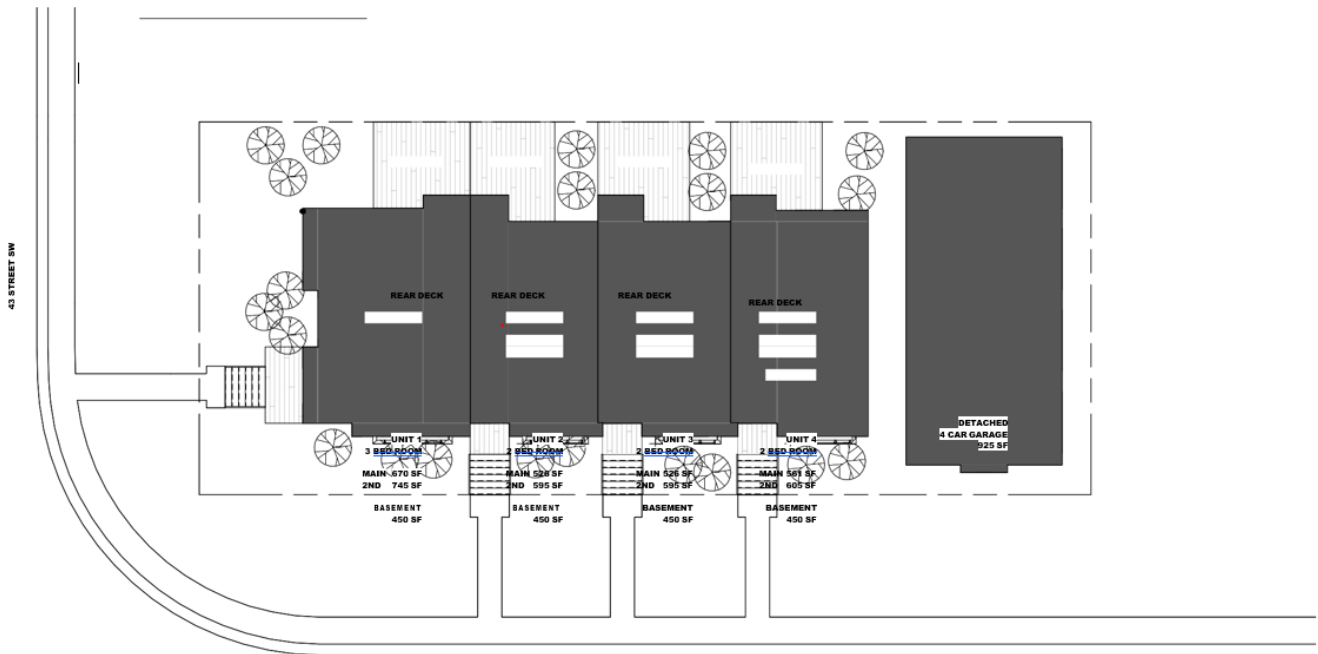 43 STREET SW
REAR DECK
REAR DECK
REAR DECK
REAR DECK
UNIT 1
3 BED ROOM
MAIN 670 SF
2ND 745 SF
BASEMENT
450 SF
UNIT 2
2 BED ROOM
MAIN 526 SF
2ND 595 SF
BASEMENT
450 SF
UNIT 3
2 BED ROOM
MAIN 526 SF
2ND 595 SF
BASEMENT
450 SF
UNIT 4
2 BED ROOM
MAIN 561 SF
2ND 605 SF
BASEMENT
450 SF
DETACHED
4 CAR GARAGE
925 SF